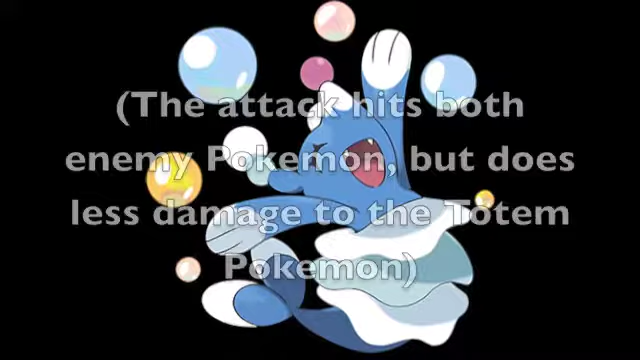 (The attack hits both
enemy Pokemon, but does
less damage to the Totem
Pokemon)